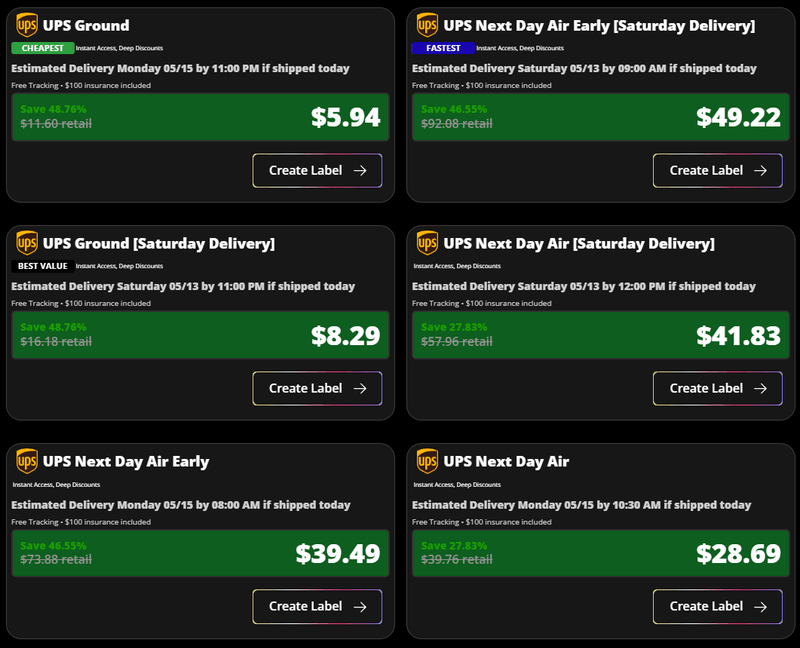 ups UPS Ground
CHEAPEST Instant Access, Deep Discounts
Estimated Delivery Monday 05/15 by 11:00 PM if shipped today
Free Tracking • $100 insurance included
Save 48.76%
$11.60 retail
$5.94
Create Label →
ups UPS Next Day Air Early [Saturday Delivery]
FASTEST Instant Access, Deep Discounts
Estimated Delivery Saturday 05/13 by 09:00 AM if shipped today
Free Tracking • $100 insurance included
Save 46.55%
$92.08 retail
$49.22
Create Label →
ups UPS Ground [Saturday Delivery]
BEST VALUE Instant Access, Deep Discounts
Estimated Delivery Saturday 05/13 by 11:00 PM if shipped today
Free Tracking • $100 insurance included
Save 48.76%
$16.18 retail
$8.29
Create Label →
ups UPS Next Day Air [Saturday Delivery]
Instant Access, Deep Discounts
Estimated Delivery Saturday 05/13 by 12:00 PM if shipped today
Free Tracking • $100 insurance included
Save 27.83%
$57.96 retail
$41.83
Create Label →
ups UPS Next Day Air Early
Instant Access, Deep Discounts
Estimated Delivery Monday 05/15 by 08:00 AM if shipped today
Free Tracking • $100 insurance included
Save 46.55%
$73.88 retail
$39.49
Create Label →
ups UPS Next Day Air
Instant Access, Deep Discounts
Estimated Delivery Monday 05/15 by 10:30 AM if shipped today
Free Tracking • $100 insurance included
Save 27.83%
$39.76 retail
$28.69
Create Label →